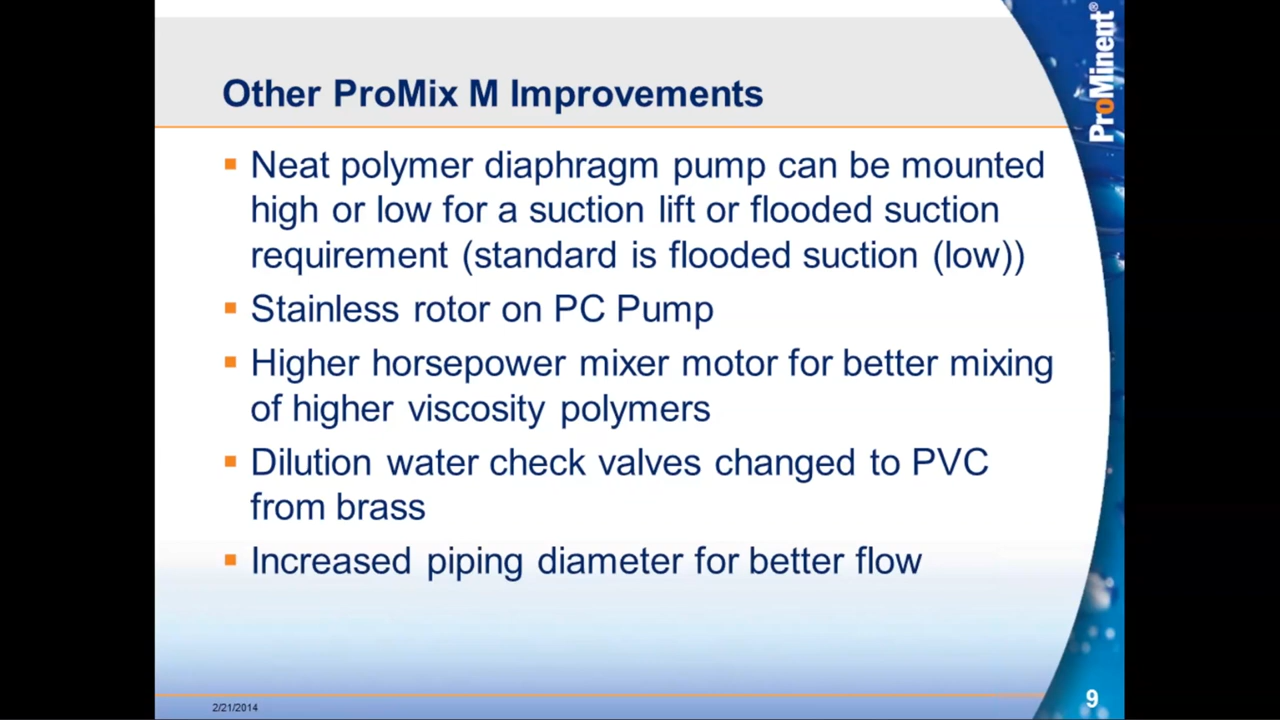 Other ProMix M Improvements
ProMinent®
▪ Neat polymer diaphragm pump can be mounted
high or low for a suction lift or flooded suction
requirement (standard is flooded suction (low))
▪ Stainless rotor on PC Pump
▪ Higher horsepower mixer motor for better mixing
of higher viscosity polymers
▪ Dilution water check valves changed to PVC
from brass
▪ Increased piping diameter for better flow
2/21/2014
9